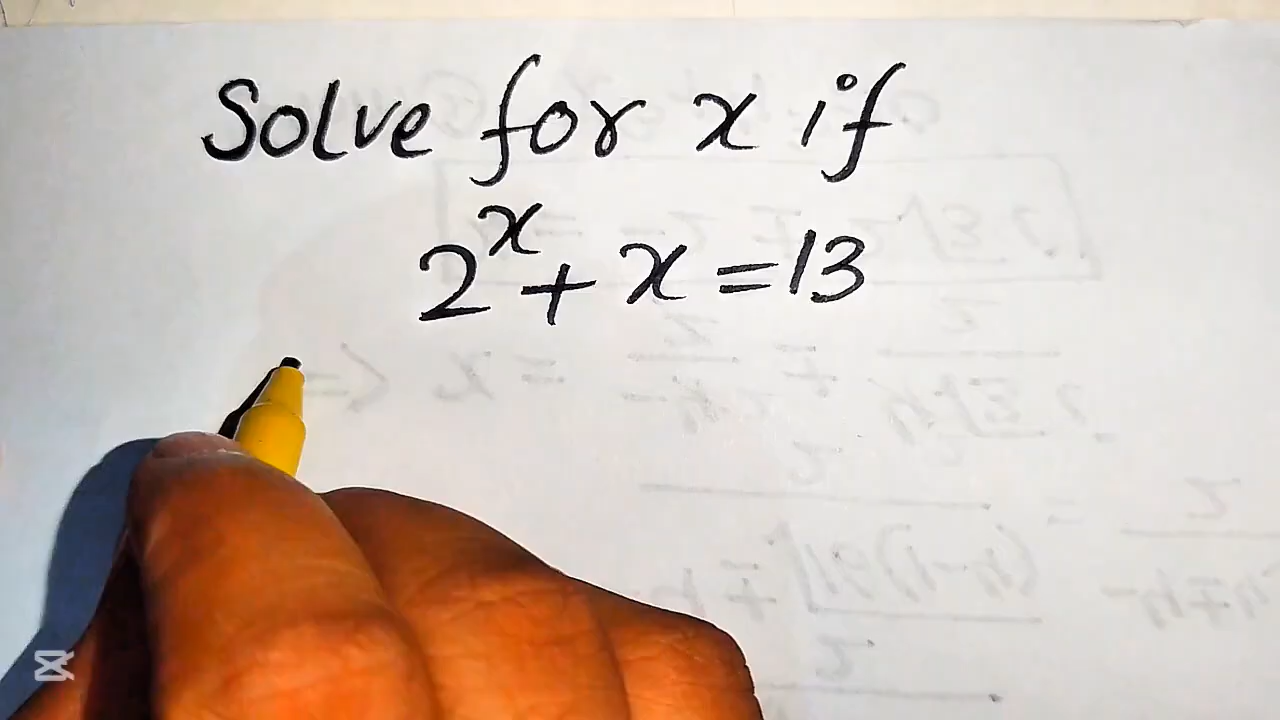 Solve for x if
2^x + x = 13